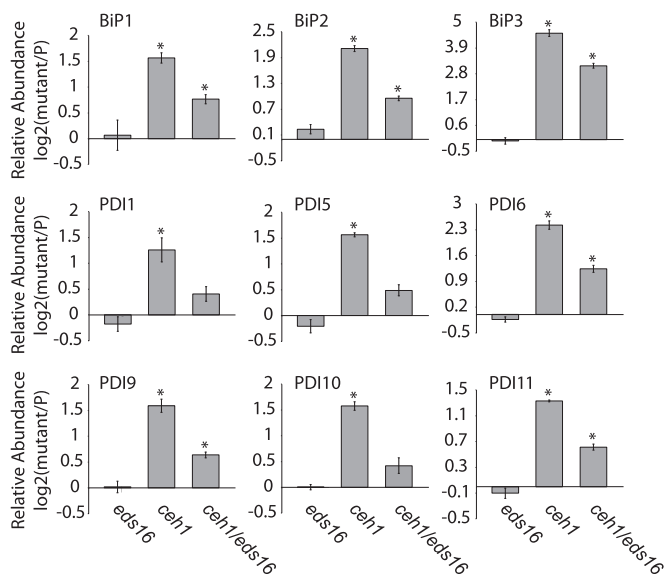 BiP1
BiP2
BiP3
Relative Abundance
log2(mutant/P)
2
1.5
1
0.5
0
-0.5
*
*
2.5
1.9
1.3
0.7
0.1
-0.5
*
*
5
3.9
2.8
1.7
0.6
-0.5
*
*
PDI1
PDI5
PDI6
Relative Abundance
log2(mutant/P)
2
1.5
1
0.5
0
-0.5
*
2
1.5
1
0.5
0
-0.5
*
3
2.3
1.6
0.9
0.2
-0.5
*
*
PDI9
PDI10
PDI11
Relative Abundance
log2(mutant/P)
2
1.5
1
0.5
0
-0.5
*
*
2
1.5
1
0.5
0
-0.5
*
1.5
1.1
0.7
0.3
-0.1
-0.5
*
*
eds16
ceh1
ceh1/eds16
eds16
ceh1
ceh1/eds16
eds16
ceh1
ceh1/eds16